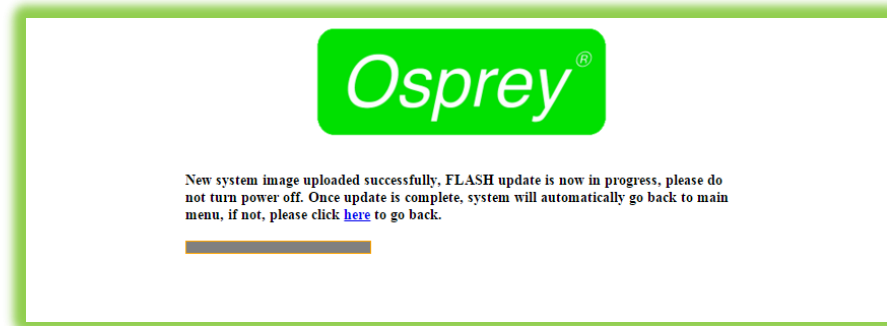 Osprey®
New system image uploaded successfully, FLASH update is now in progress, please do
not turn power off. Once update is complete, system will automatically go back to main
menu, if not, please click here to go back.